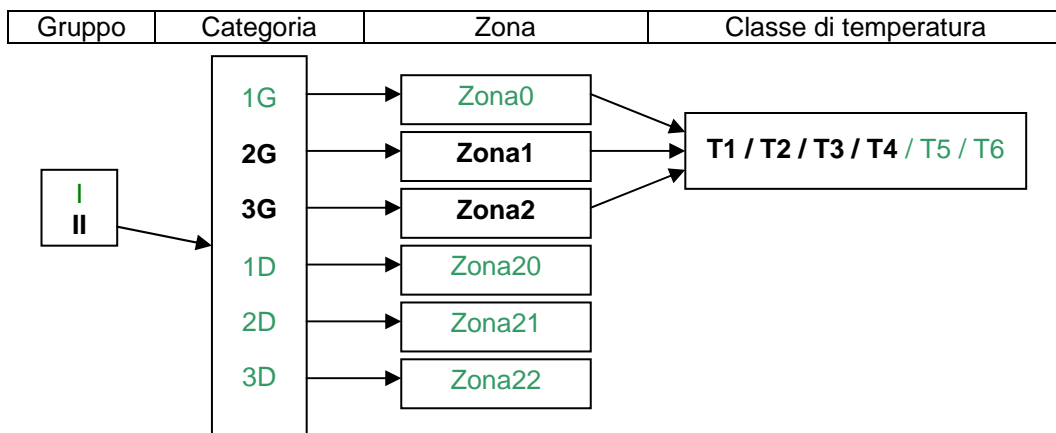 Gruppo Categoria Zona Classe di temperatura
1G Zona0
2G Zona1 T1 / T2 / T3 / T4 / T5 / T6
I
II
3G Zona2
1D Zona20
2D Zona21
3D Zona22